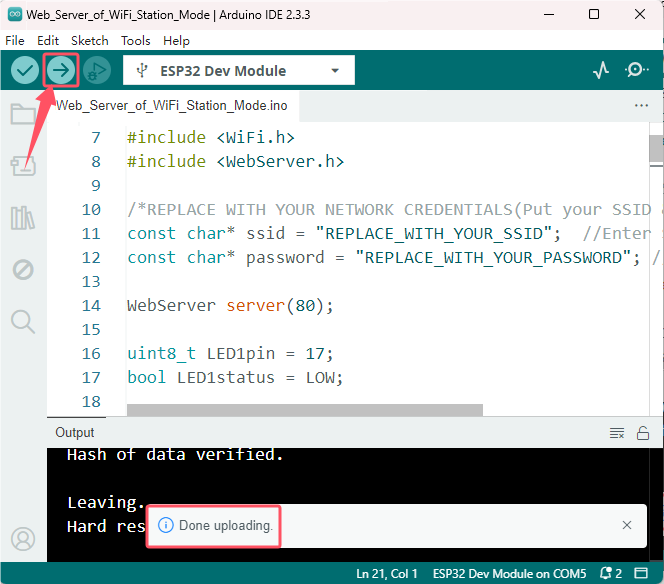 Web_Server_of_WiFi_Station_Mode | Arduino IDE 2.3.3
File Edit Sketch Tools Help
ESP32 Dev Module
Web_Server_of_WiFi_Station_Mode.ino
7 #include <WiFi.h>
8 #include <WebServer.h>
9
10 /*REPLACE WITH YOUR NETWORK CREDENTIALS(Put your SSID
11 const char* ssid = "REPLACE_WITH_YOUR_SSID";  //Enter
12 const char* password = "REPLACE_WITH_YOUR_PASSWORD"; /
13
14 WebServer server(80);
15
16 uint8_t LED1pin = 17;
17 bool LED1status = LOW;
18
Output
Hash of data verified.
Leaving.
Hard res
Done uploading.
Ln 21, Col 1 ESP32 Dev Module on COM5 2